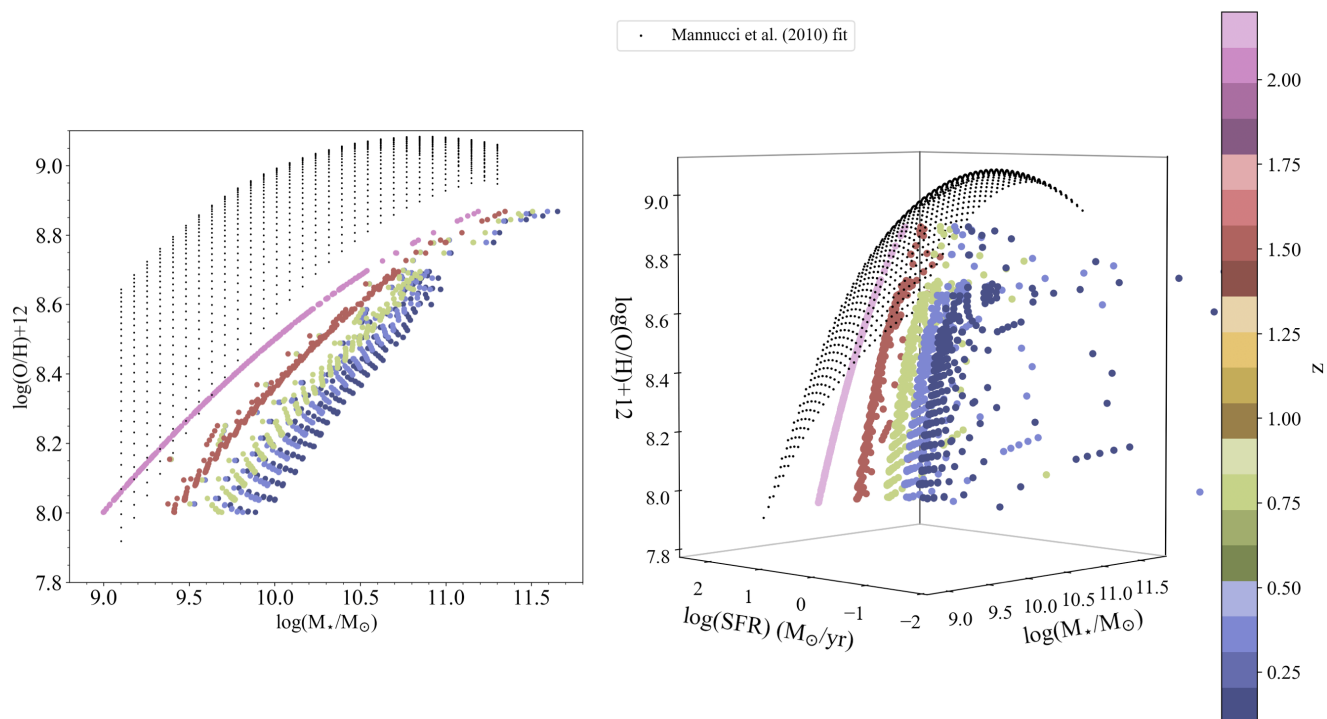 Mannucci et al. (2010) fit
9.0
8.8
8.6
8.4
8.2
8.0
7.8
log(O/H)+12
9.0 9.5 10.0 10.5 11.0 11.5
log(M⋆/M⊙)
9.0
8.8
8.6
8.4
8.2
8.0
7.8
log(O/H)+12
2 1 0 −1 −2
log(SFR) (M⊙/yr)
9.0 9.5 10.0 10.5 11.0 11.5
log(M⋆/M⊙)
2.00
1.75
1.50
1.25
1.00
0.75
0.50
0.25
z